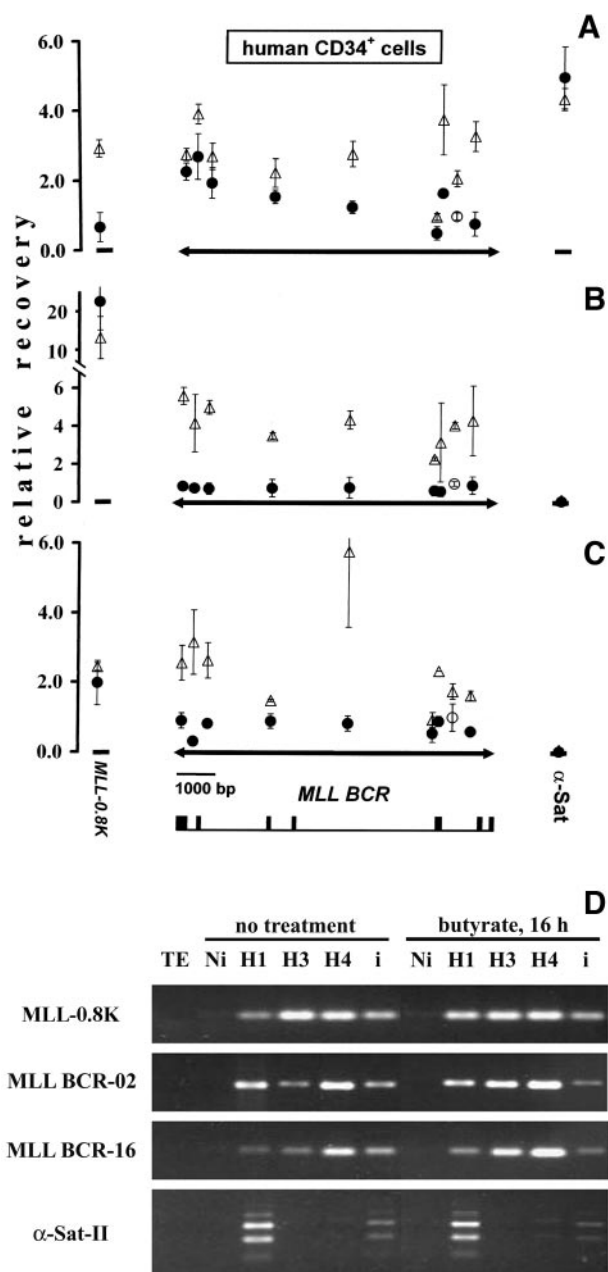 A
human CD34+ cells
6.0
4.0
2.0
0.0
relative recovery
B
20
10
6
4
2
0
C
6.0
4.0
2.0
0.0
MLL-0.8K
1000 bp
MLL BCR
α-Sat
D
no treatment
butyrate, 16 h
TE Ni H1 H3 H4 i Ni H1 H3 H4 i
MLL-0.8K
MLL BCR-02
MLL BCR-16
α-Sat-II